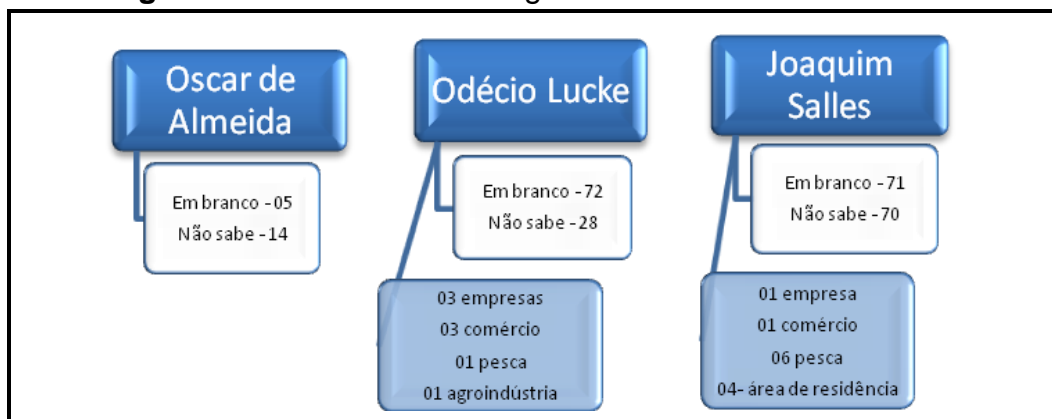 Oscar de
Almeida
Em branco -05
Não sabe -14
Odécio Lucke
Em branco -72
Não sabe -28
03 empresas
03 comércio
01 pesca
01 agroindústria
Joaquim
Salles
Em branco -71
Não sabe -70
01 empresa
01 comércio
06 pesca
04- área de residência